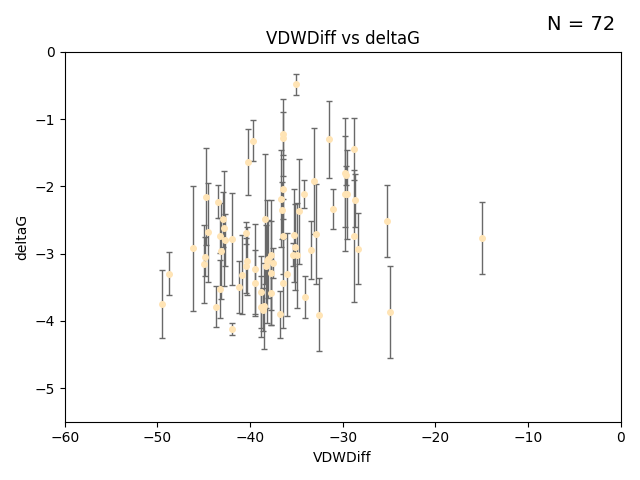 N = 72
VDWDiff vs deltaG
deltaG
0
−1
−2
−3
−4
−5
−60 −50 −40 −30 −20 −10 0
VDWDiff